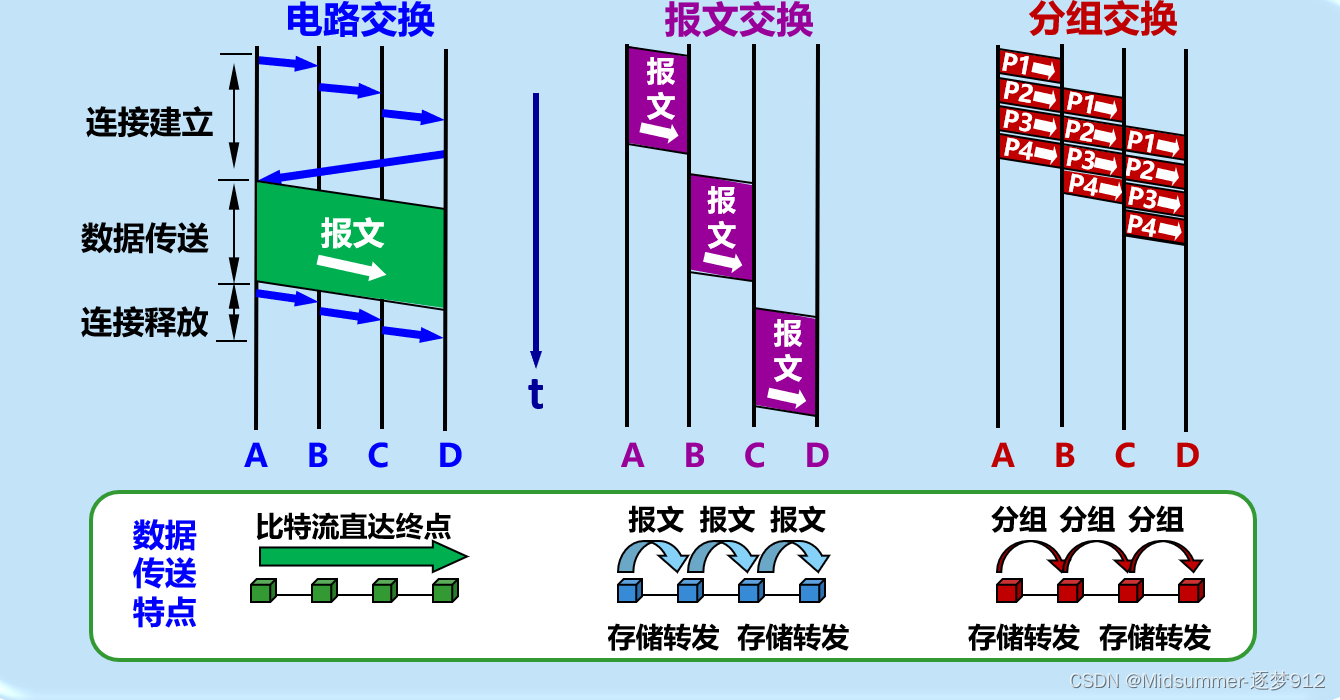 电路交换
报文交换
分组交换
连接建立
数据传送
连接释放
报文
t
A B C D
报
文
报
文
报
文
A B C D
P1
P2 P1
P3 P2 P1
P4 P3 P2
P4 P3
P4
A B C D
数据
传送
特点
比特流直达终点
报文 报文 报文
存储转发 存储转发
分组 分组 分组
存储转发 存储转发
CSDN @Midsummer-逐梦912